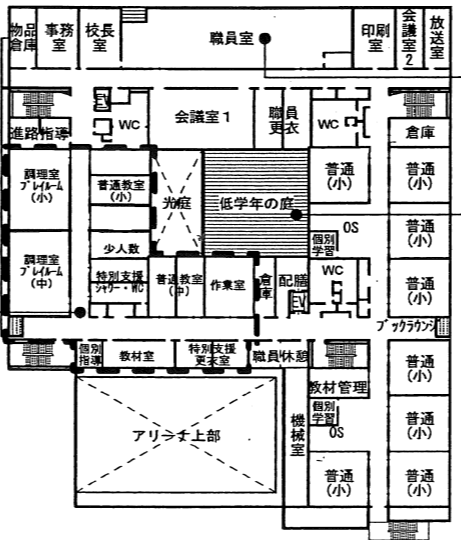 物品
倉庫
事務
室
校長
室
職員室
印刷
室
会
議
室
2
放
送
室
EV
WC
会議室1
職員
更衣
WC
倉庫
進路指導
調理室
プレイルーム
(小)
普通教室
(小)
光庭
低学年の庭
普通
(小)
普通
(小)
少人数
OS
個別
学習
普通
(小)
調理室
プレイルーム
(中)
特別支援
シャワー・WC
普通教室
(中)
作業室
倉
庫
配膳
EV
WC
普通
(小)
ブックラウンジ
個別
指導
教材室
特別支援
更衣室
職員休憩
教材管理
普通
(小)
アリーナ上部
機
械
室
個別
学習
OS
普通
(小)
普通
(小)
普通
(小)